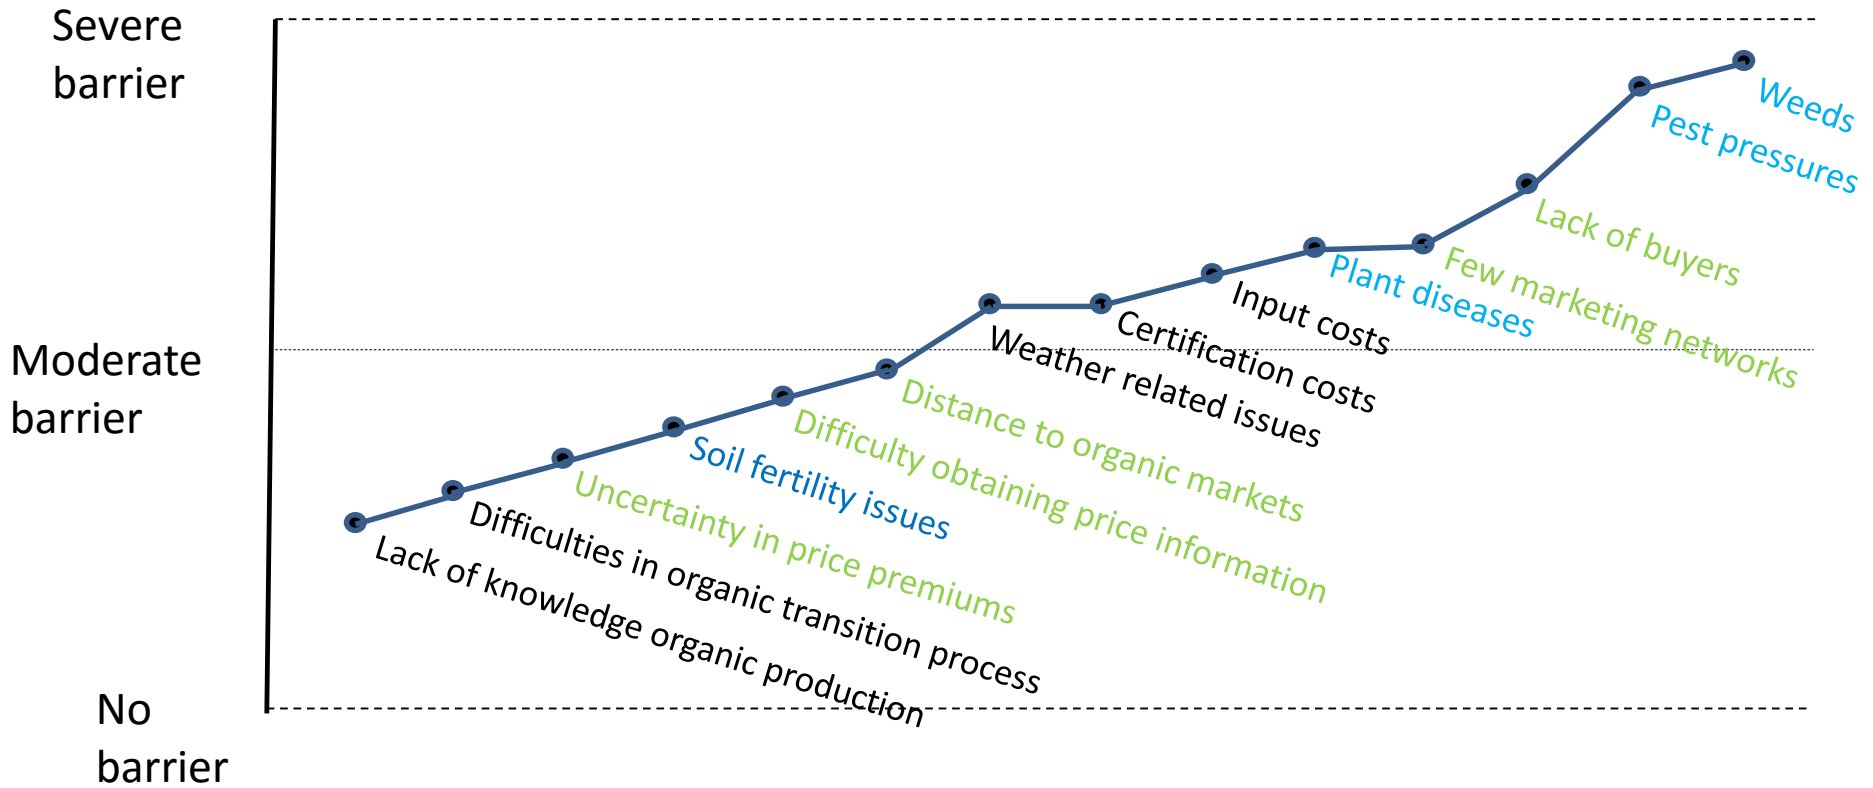 Severe
barrier
Moderate
barrier
No
barrier
Weeds
Pest pressures
Lack of buyers
Few marketing networks
Plant diseases
Input costs
Certification costs
Weather related issues
Distance to organic markets
Difficulty obtaining price information
Soil fertility issues
Uncertainty in price premiums
Difficulties in organic transition process
Lack of knowledge organic production